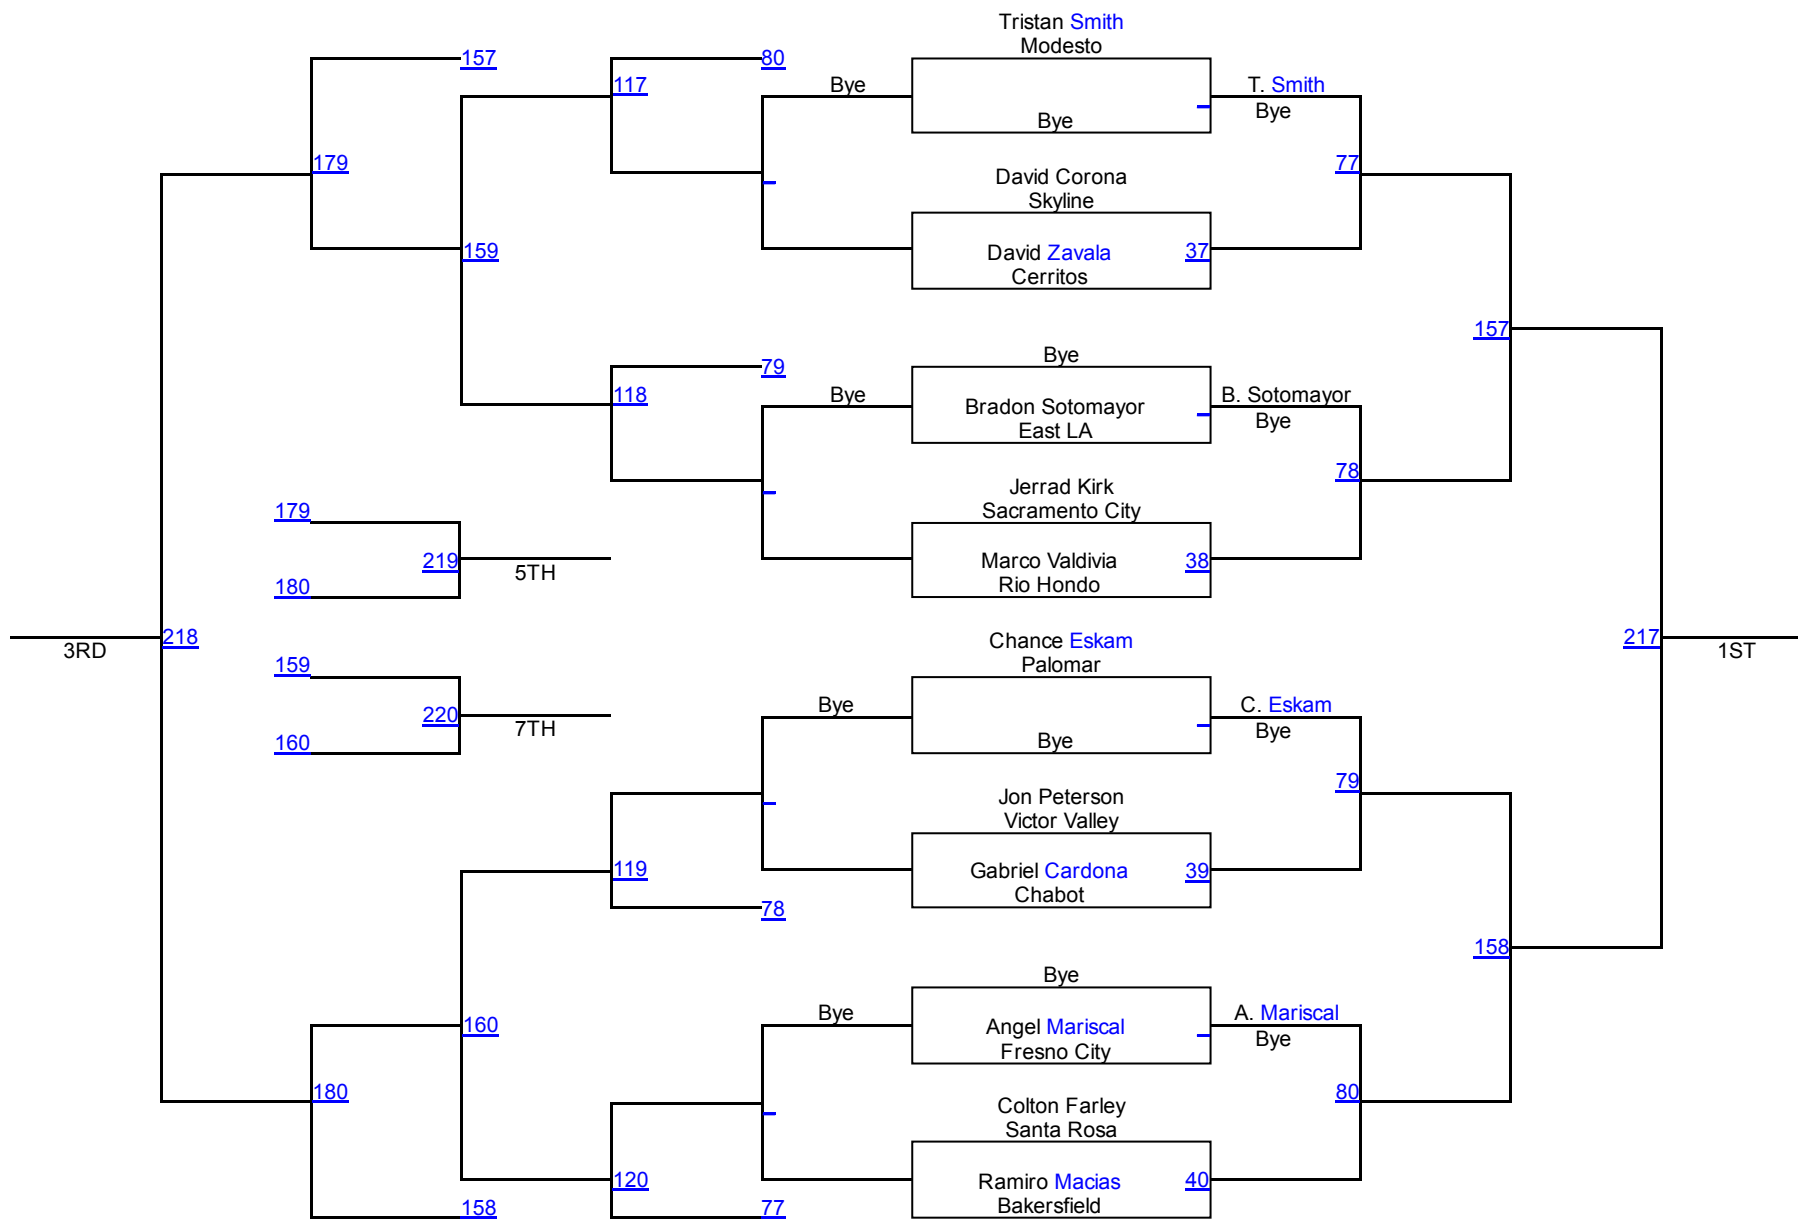 Tristan Smith
Modesto
157
80
117
Bye
T. Smith
Bye
Bye
179
77
David Corona
Skyline
159
David Zavala
Cerritos
37
157
Bye
79
118
Bye
Bradon Sotomayor
East LA
B. Sotomayor
Bye
78
Jerrad Kirk
Sacramento City
179
219
5TH
180
Marco Valdivia
Rio Hondo
38
3RD
218
Chance Eskam
Palomar
217
1ST
159
220
7TH
160
Bye
Bye
C. Eskam
Bye
79
Jon Peterson
Victor Valley
119
Gabriel Cardona
Chabot
39
78
158
Bye
160
Bye
Angel Mariscal
Fresno City
A. Mariscal
Bye
180
80
Colton Farley
Santa Rosa
120
Ramiro Macias
Bakersfield
40
158
77